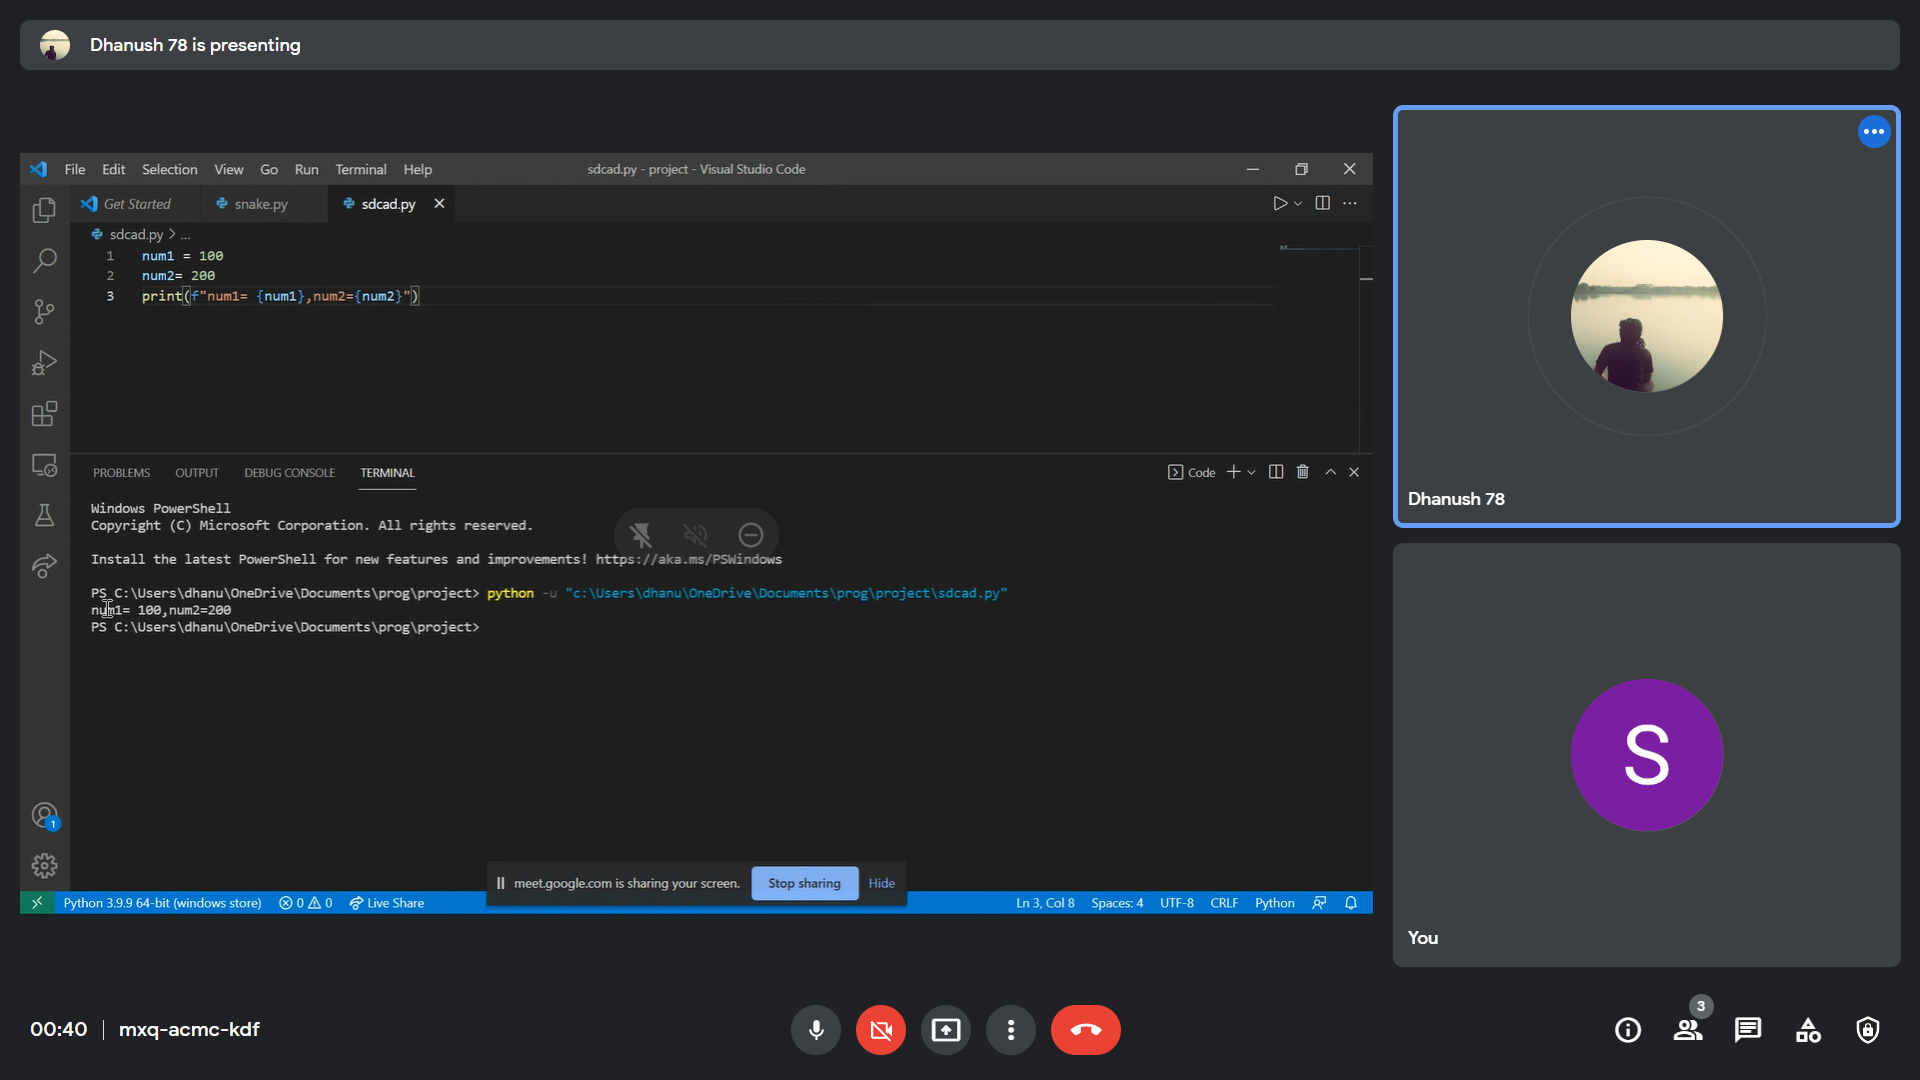 Dhanush 78 is presenting
File Edit Selection View Go Run Terminal Help sdcad.py - project - Visual Studio Code
Get Started snake.py sdcad.py
sdcad.py > ...
1 num1 = 100
2 num2= 200
3 print(f"num1= {num1},num2={num2}")
PROBLEMS OUTPUT DEBUG CONSOLE TERMINAL Code
Windows PowerShell
Copyright (C) Microsoft Corporation. All rights reserved.
Install the latest PowerShell for new features and improvements! https://aka.ms/PSWindows
PS C:\Users\dhanu\OneDrive\Documents\prog\project> python -u "c:\Users\dhanu\OneDrive\Documents\prog\project\sdcad.py"
num1= 100,num2=200
PS C:\Users\dhanu\OneDrive\Documents\prog\project>
1
meet.google.com is sharing your screen. Stop sharing Hide
Python 3.9.9 64-bit (windows store) 0 0 Live Share Ln 3, Col 8 Spaces: 4 UTF-8 CRLF Python
Dhanush 78
S
You
00:40 | mxq-acmc-kdf
3